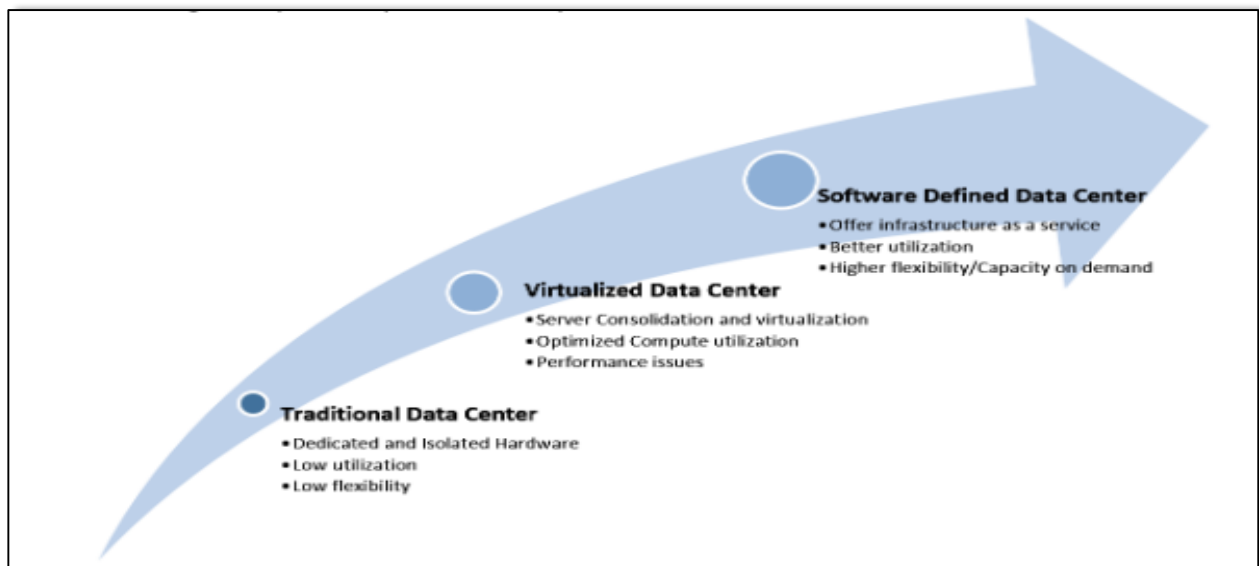 Software Defined Data Center
•Offer infrastructure as a service
•Better utilization
•Higher flexibility/Capacity on demand
Virtualized Data Center
•Server Consolidation and virtualization
•Optimized Compute utilization
•Performance issues
Traditional Data Center
•Dedicated and Isolated Hardware
•Low utilization
•Low flexibility